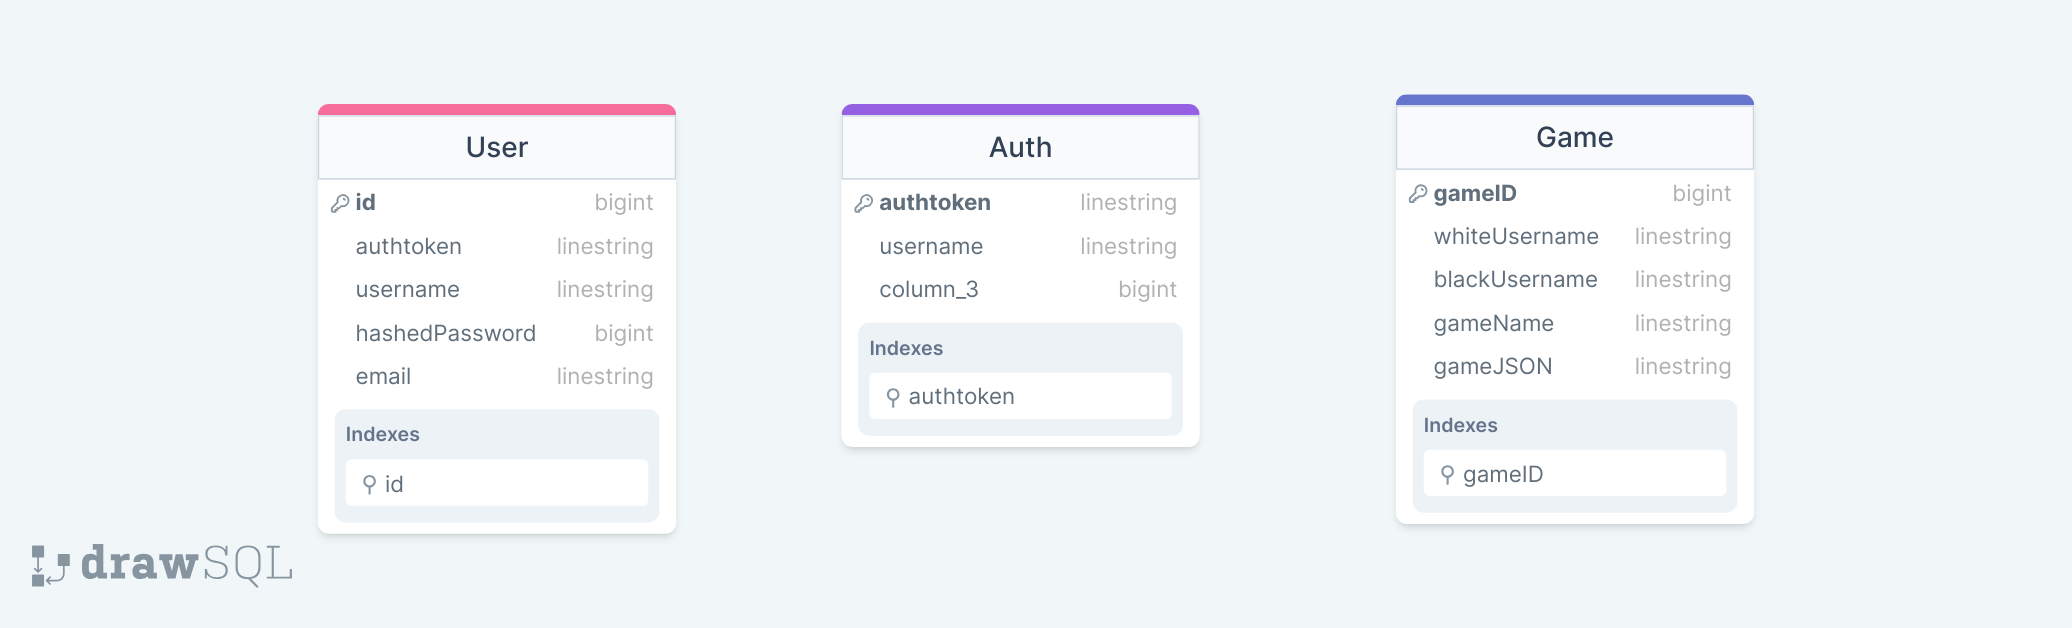 User
id bigint
authtoken linestring
username linestring
hashedPassword bigint
email linestring
Indexes
id
Auth
authtoken linestring
username linestring
column_3 bigint
Indexes
authtoken
Game
gameID bigint
whiteUsername linestring
blackUsername linestring
gameName linestring
gameJSON linestring
Indexes
gameID
drawSQL